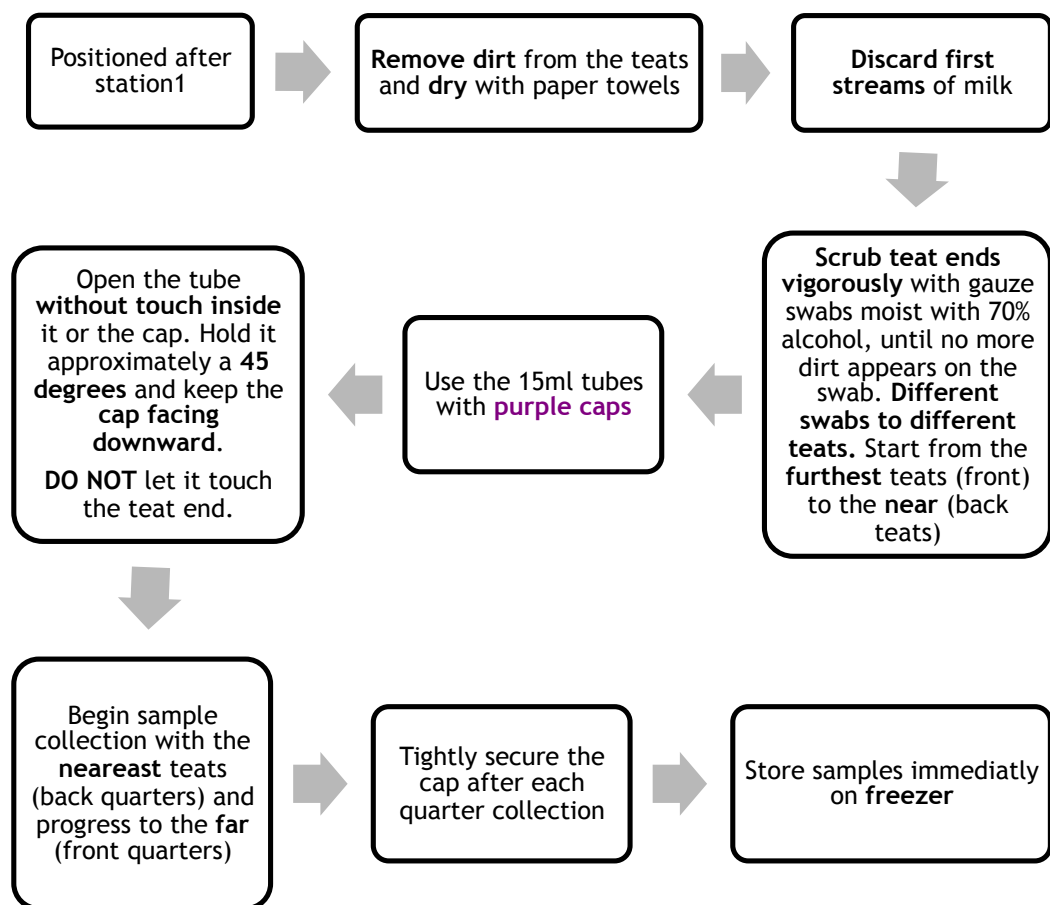 Positioned after
station1
Remove dirt from the teats
and dry with paper towels
Discard first
streams of milk
Scrub teat ends
vigorously with gauze
swabs moist with 70%
alcohol, until no more
dirt appears on the
swab. Different
swabs to different
teats. Start from the
furthest teats (front)
to the near (back
teats)
Use the 15ml tubes
with purple caps
Open the tube
without touch inside
it or the cap. Hold it
approximately a 45
degrees and keep the
cap facing
downward.
DO NOT let it touch
the teat end.
Begin sample
collection with the
neareast teats
(back quarters) and
progress to the far
(front quarters)
Tightly secure the
cap after each
quarter collection
Store samples immediatly
on freezer